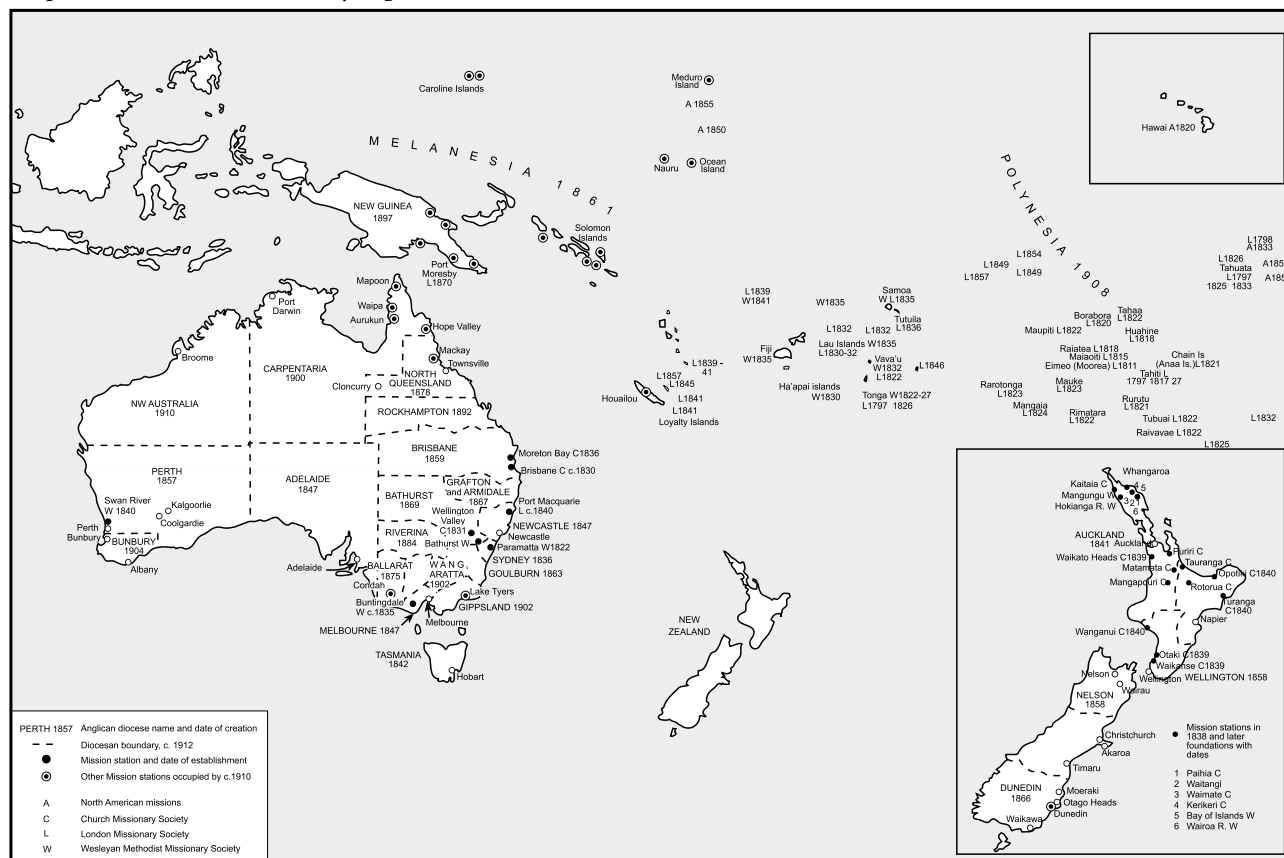 Caroline Islands
Meduro
Island
A 1855
A 1850
Nauru
Ocean
Island
Hawai A1820
MELANESIA 1861
POLYNESIA 1908
NEW GUINEA
1897
Solomon
Islands
Port
Moresby
L1870
Mapoon
Waipa
Aurukun
Port
Darwin
Hope Valley
Broome
Mackay
Townsville
CARPENTARIA
1900
Cloncurry
NORTH
QUEENSLAND
1878
NW AUSTRALIA
1910
ROCKHAMPTON 1892
BRISBANE
1859
Moreton Bay C1836
Brisbane C c.1830
PERTH
1857
ADELAIDE
1847
GRAFTON
and ARMIDALE
1867
BATHURST
1869
Port Macquarie
L c.1840
Swan River
W 1840
Kalgoorlie
Coolgardie
Wellington
Valley
C1831
NEWCASTLE 1847
Newcastle
Perth
Bunbury
BUNBURY
1904
Albany
RIVERINA
1884
Bathurst W
Paramatta W1822
SYDNEY 1836
GOULBURN 1863
Adelaide
BALLARAT
1875
WANG
ARATTA
1902
Condah
Lake Tyers
Buntingdale
W c.1835
GIPPSLAND 1902
Melbourne
MELBOURNE 1847
TASMANIA
1842
Hobart
NEW
ZEALAND
L1839
W1841
W1835
Samoa
W L1835
Tutuila
L1836
L1832
L1832
Lau Islands W1835
L1830-32
Fiji
W1835
Vava'u
W1832
L1822
L1846
Ha'apai islands
W1830
Tonga W1822-27
L1797 1826
L1839 -
41
L1857
L1845
Houailou
L1841
L1841
Loyalty Islands
L1854
L1849
L1849
L1857
L1798
A1833
L1826
Tahuata
L1797
1825 1833
A185
A185
Tahaa
L1822
Borabora
L1820
Maupiti L1822
Huahine
L1818
Raiatea L1818
Maiaoiti L1815
Eimeo (Moorea) L1811
Chain Is
(Anaa Is.)L1821
Tahiti L
1797 1817 27
Rarotonga
L1823
Mauke
L1823
Mangaia
L1824
Rimatara
L1822
Rurutu
L1821
Tubuai L1822
L1832
Raivavae L1822
L1825
Whangaroa
Kaitaia C
Mangungu W
Hokianga R. W
4
5
3
2
1
6
AUCKLAND
1841
Auckland
Waikato Heads C1839
Puriri C
Tauranga C
Matamata C
Opotiki C1840
Mangapouri C
Rotorua C
Turanga
C1840
Napier
Wanganui C1840
Otaki C1839
Waikanse C1839
Wellington
WELLINGTON 1858
Nelson
Wairau
NELSON
1858
Christchurch
Akaroa
Timaru
DUNEDIN
1866
Moeraki
Otago Heads
Dunedin
Waikawa
Mission stations in
1838 and later
foundations with
dates
1 Paihia C
2 Waitangi
3 Waimate C
4 Kerikeri C
5 Bay of Islands W
6 Wairoa R. W
PERTH 1857 Anglican diocese name and date of creation
Diocesan boundary, c. 1912
Mission station and date of establishment
Other Mission stations occupied by c.1910
A North American missions
C Church Missionary Society
L London Missionary Society
W Wesleyan Methodist Missionary Society